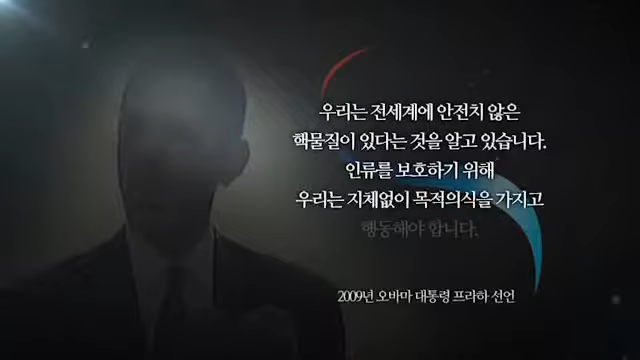 우리는 전세계에 안전치 않은
핵물질이 있다는 것을 알고 있습니다.
인류를 보호하기 위해
우리는 지체없이 목적의식을 가지고
행동해야 합니다.
2009년 오바마 대통령 프라하 선언